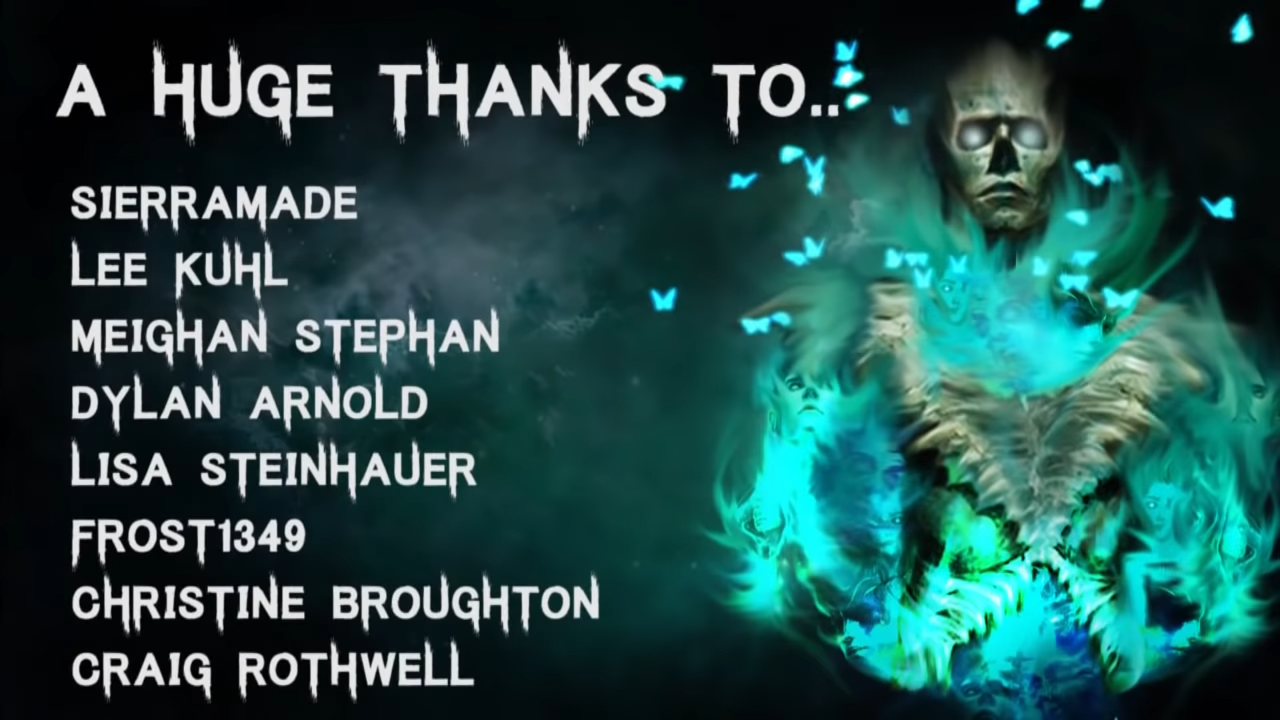 A HUGE THANKS TO..
SIERRAMADE
LEE KUHL
MEIGHAN STEPHAN
DYLAN ARNOLD
LISA STEINHAUER
FROST1349
CHRISTINE BROUGHTON
CRAIG ROTHWELL